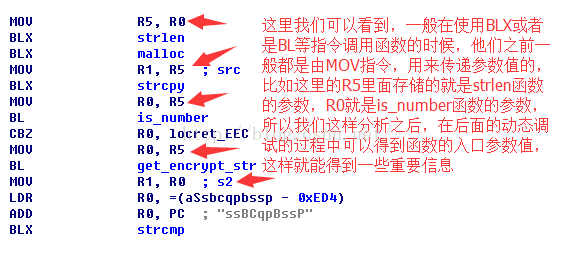 MOV R5, R0
BLX strlen
BLX malloc
MOV R1, R5 ; src
BLX strcpy
MOV R0, R5
BL is_number
CBZ R0, locret_EEC
MOV R0, R5
BL get_encrypt_str
MOV R1, R0 ; s2
LDR R0, =(aSsbcqpbssp - 0xED4)
ADD R0, PC ; "ssBCqpBssP"
BLX strcmp
这里我们可以看到，一般在使用BLX或者
是BL等指令调用函数的时候，他们之前一
般都是由MOV指令，用来传递参数值的，
比如这里的R5里面存储的就是strlen函数
的参数，R0就是is_number函数的参数，
所以我们这样分析之后，在后面的动态调
试的过程中可以得到函数的入口参数值，
这样就能得到一些重要信息